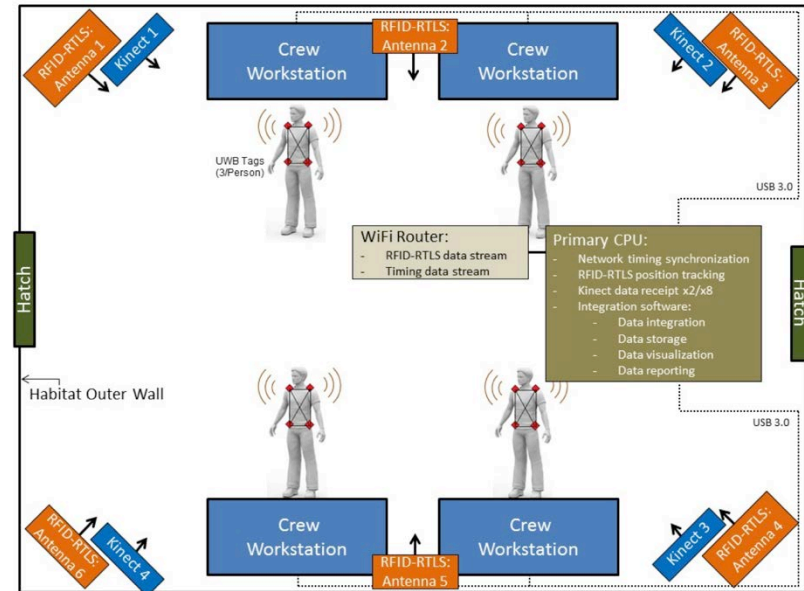 RFID-RTLS:
Antenna 1
Kinect 1
Crew
Workstation
RFID-RTLS:
Antenna 2
Crew
Workstation
Kinect 2
RFID-RTLS:
Antenna 3
UWB Tags
(3/Person)
USB 3.0
WiFi Router:
- RFID-RTLS data stream
- Timing data stream
Primary CPU:
- Network timing synchronization
- RFID-RTLS position tracking
- Kinect data receipt x2/x8
- Integration software:
- Data integration
- Data storage
- Data visualization
- Data reporting
Hatch
Hatch
Habitat Outer Wall
USB 3.0
RFID-RTLS:
Antenna 6
Kinect 4
Crew
Workstation
RFID-RTLS:
Antenna 5
Crew
Workstation
Kinect 3
RFID-RTLS:
Antenna 4